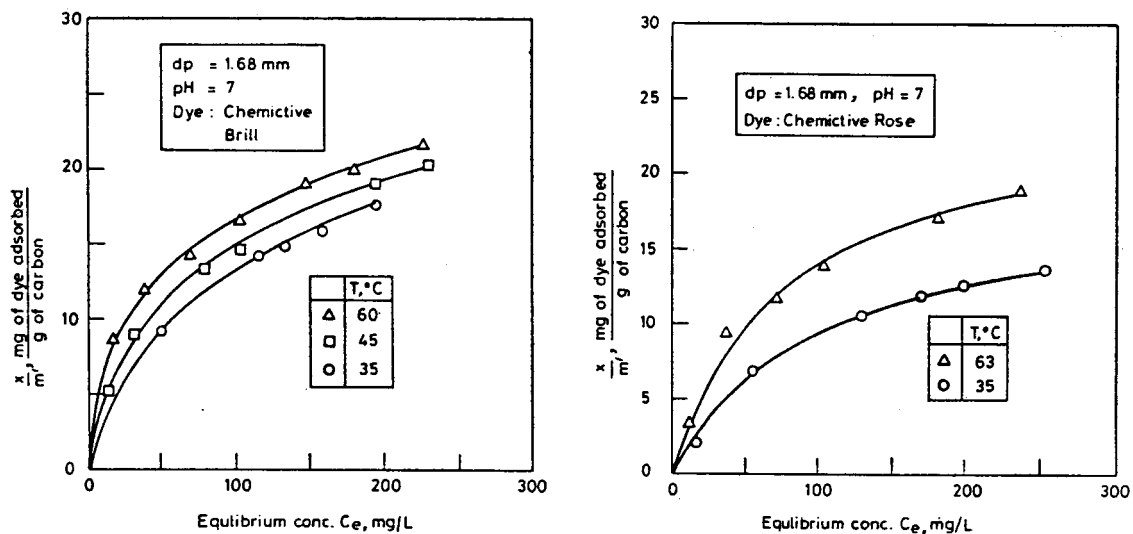 30
20
10
0
dp = 1.68 mm
pH = 7
Dye : Chemictive
Brill
T,°C
60
45
35
0 100 200 300
Equlibrium conc. Ce, mg/L
x/m, mg of dye adsorbed / g of carbon
30
25
20
15
10
5
0
dp = 1.68 mm, pH = 7
Dye : Chemictive Rose
T,°C
63
35
0 100 200 300
Equlibrium conc. Ce, mg/L
x/m, mg of dye adsorbed / g of carbon